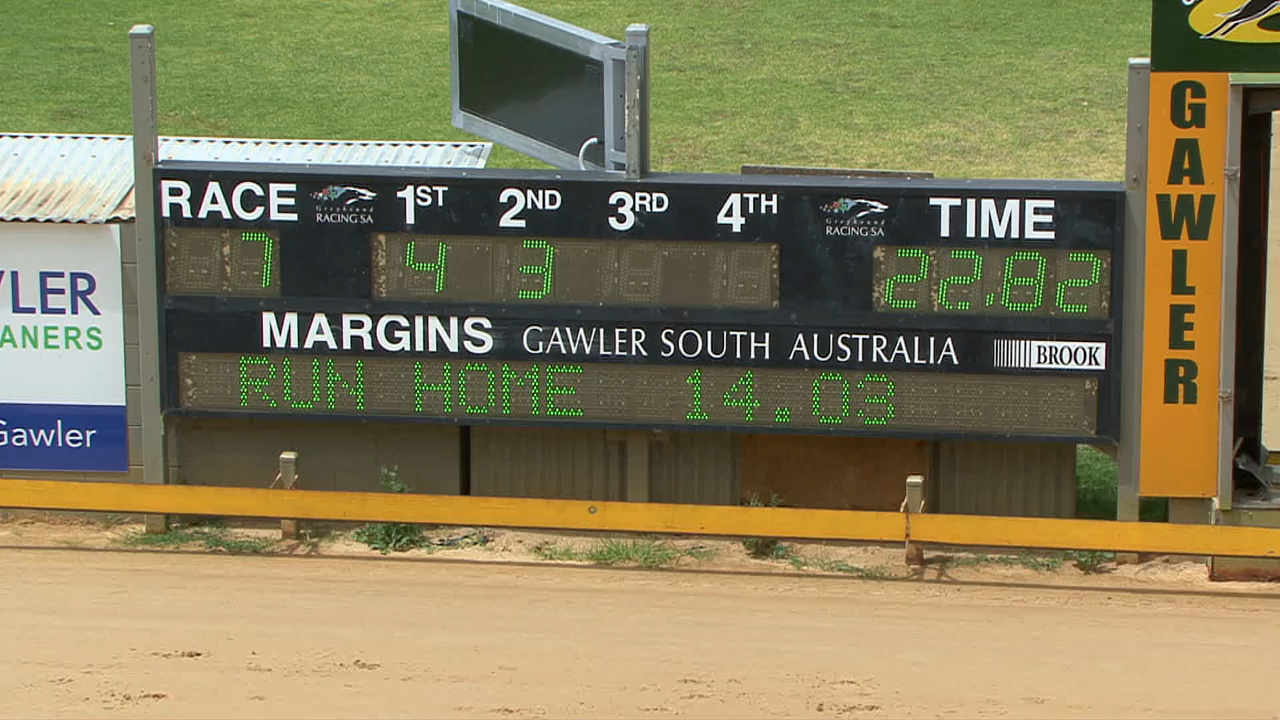 RACE
Greyhound
RACING SA
1ST 2ND 3RD 4TH
Greyhound
RACING SA
TIME
7 4 3 22.82
MARGINS GAWLER SOUTH AUSTRALIA BROOK
RUN HOME 14.03
GAWLER
LER
ANERS
Gawler